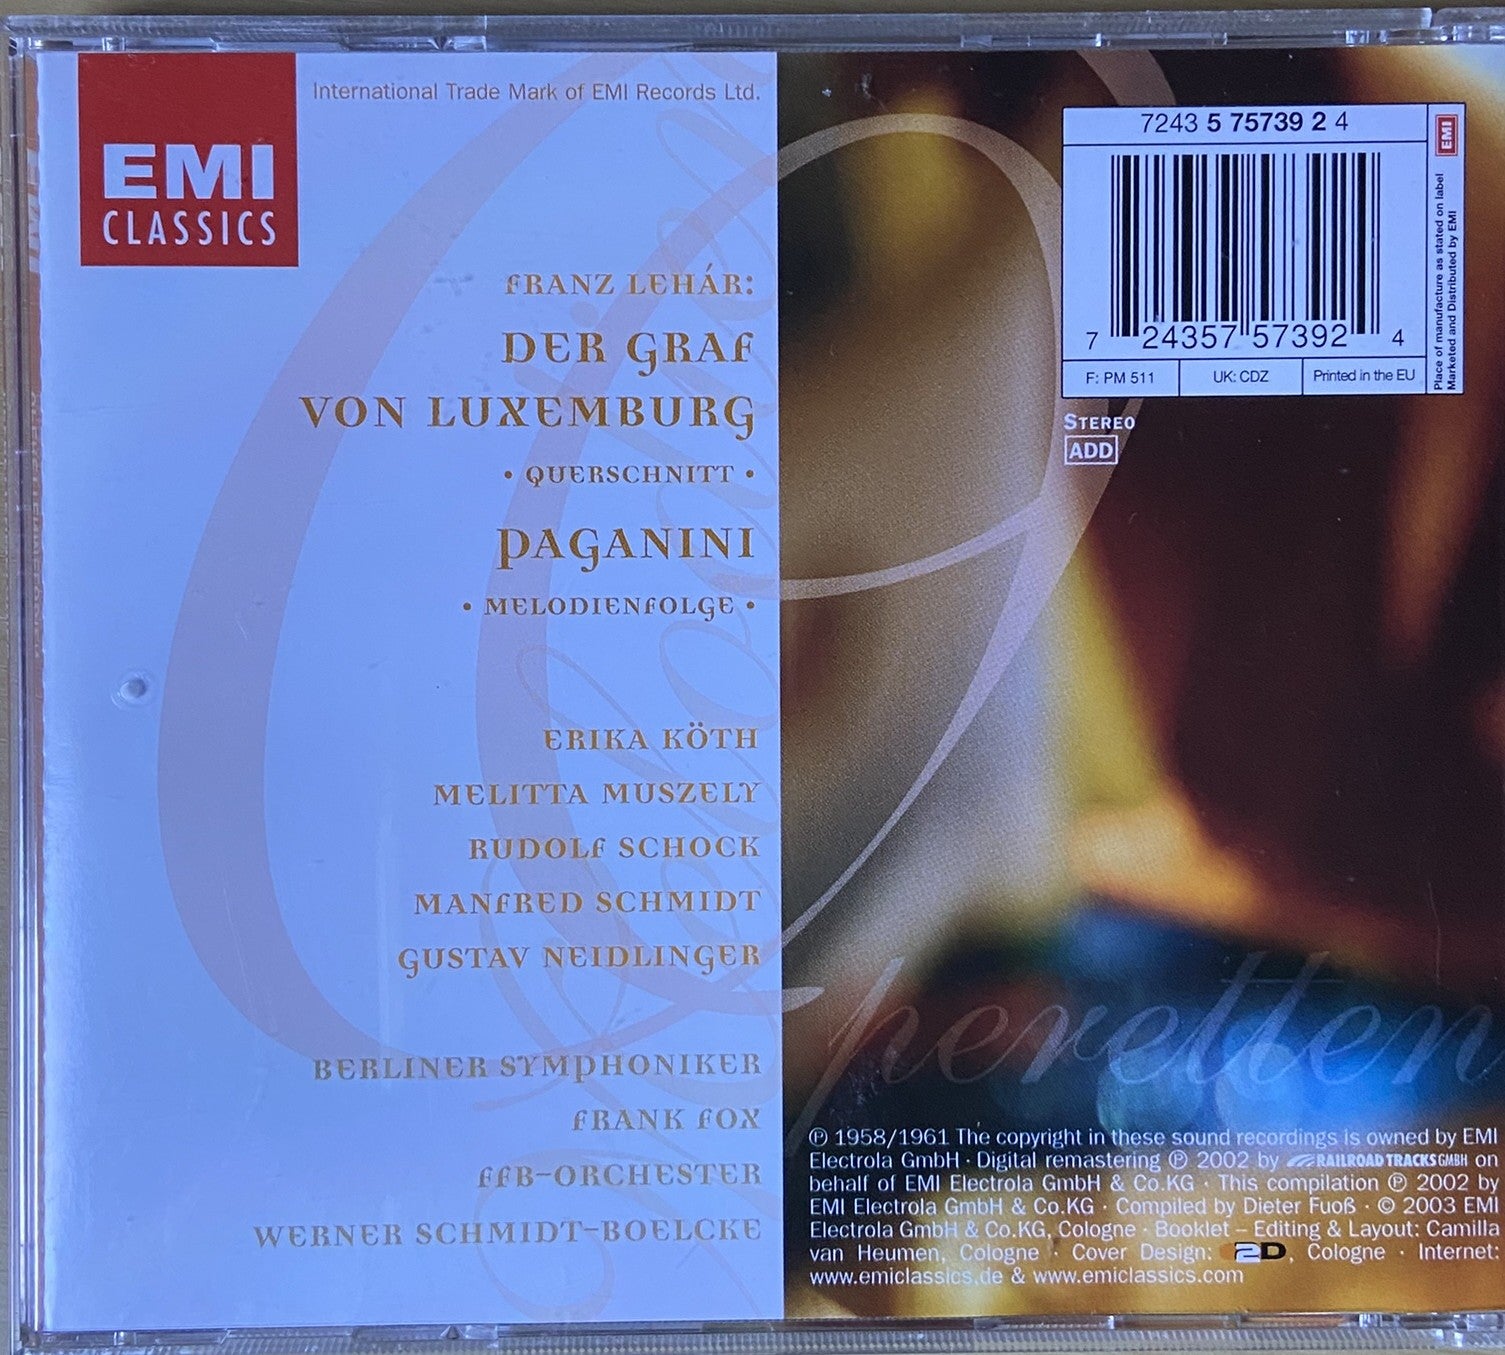 EMI
CLASSICS
International Trade Mark of EMI Records Ltd.
FRANZ LEHÁR:
DER GRAF
VON LUXEMBURG
• QUERSCHNITT •
PAGANINI
• MELODIENFOLGE •
ERIKA KÖTH
MELITTA MUSZELY
RUDOLF SCHOCK
MANFRED SCHMIDT
GUSTAV NEIDLINGER
BERLINER SYMPHONIKER
FRANK FOX
FFB-ORCHESTER
WERNER SCHMIDT-BOELCKE
7243 5 75739 2 4
7 24357 57392 4
F: PM 511
UK: CDZ
Printed in the EU
EMI
Place of manufacture as stated on label
Marketed and Distributed by EMI
STEREO
ADD
Operetten
℗ 1958/1961 The copyright in these sound recordings is owned by EMI
Electrola GmbH · Digital remastering ℗ 2002 by RAILROAD TRACKS GMBH on
behalf of EMI Electrola GmbH & Co.KG · This compilation ℗ 2002 by
EMI Electrola GmbH & Co.KG · Compiled by Dieter Fuoß · © 2003 EMI
Electrola GmbH & Co.KG, Cologne · Booklet – Editing & Layout: Camilla
van Heumen, Cologne · Cover Design: 2D, Cologne · Internet:
www.emiclassics.de & www.emiclassics.com